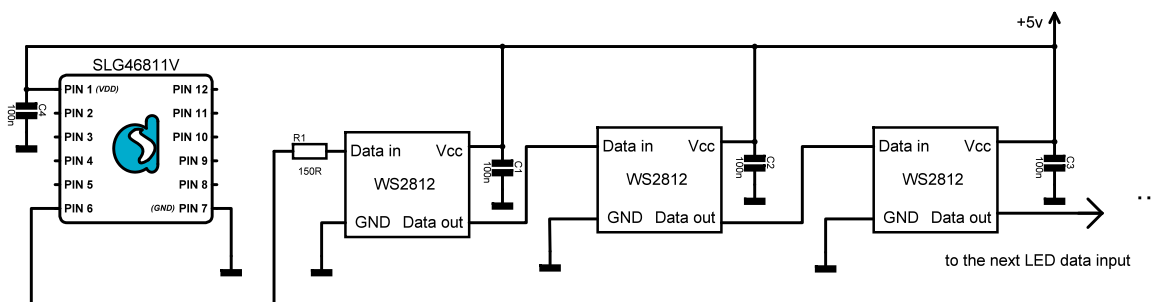 +5v
SLG46811V
PIN 1 (VDD) PIN 12
PIN 2 PIN 11
PIN 3 PIN 10
PIN 4 PIN 9
PIN 5 PIN 8
PIN 6 (GND) PIN 7
C4
100n
R1
150R
Data in Vcc
WS2812
GND Data out
C1
100n
Data in Vcc
WS2812
GND Data out
C2
100n
Data in Vcc
WS2812
GND Data out
C3
100n
..
to the next LED data input